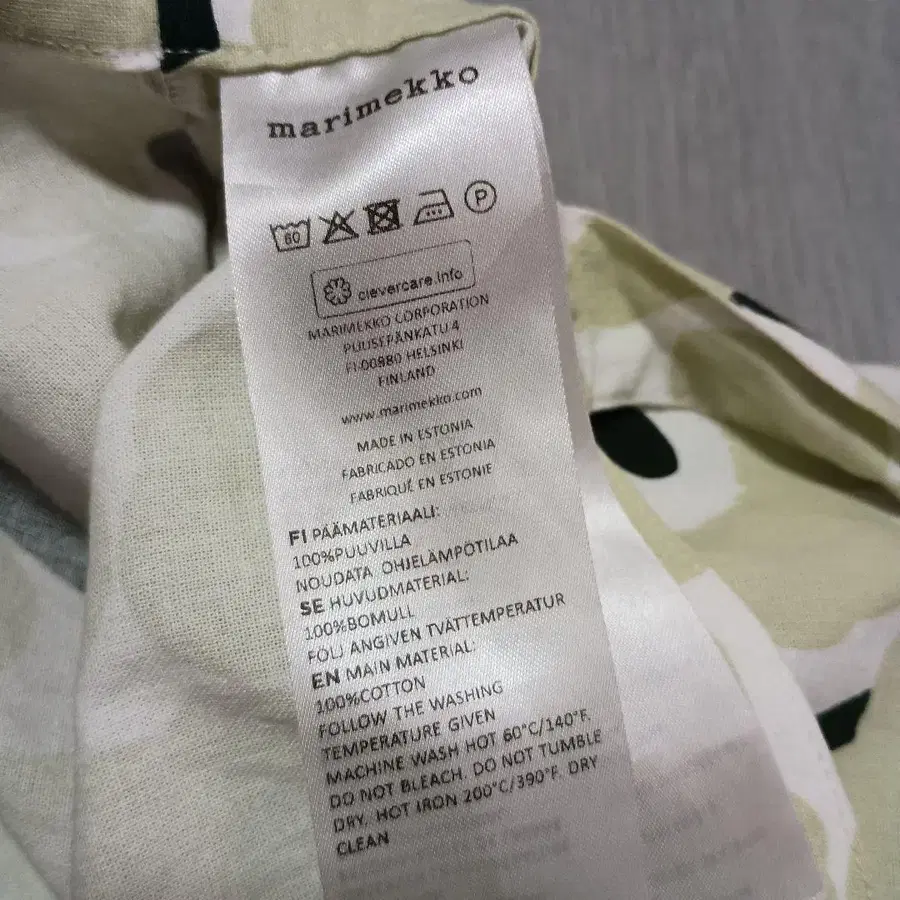 marimekko
60
P
clevercare.info
MARIMEKKO CORPORATION
PUUSEPÄNKATU 4
FI-00880 HELSINKI
FINLAND
www.marimekko.com
MADE IN ESTONIA
FABRICADO EN ESTONIA
FABRIQUÉ EN ESTONIE
FI PÄÄMATERIAALI:
100%PUUVILLA
NOUDATA OHJELÄMPÖTILAA
SE HUVUDMATERIAL:
100%BOMULL
FÖLJ ANGIVEN TVÄTTEMPERATUR
EN MAIN MATERIAL:
100%COTTON
FOLLOW THE WASHING
TEMPERATURE GIVEN
MACHINE WASH HOT 60°C/140°F.
DO NOT BLEACH. DO NOT TUMBLE
DRY. HOT IRON 200°C/390°F. DRY
CLEAN